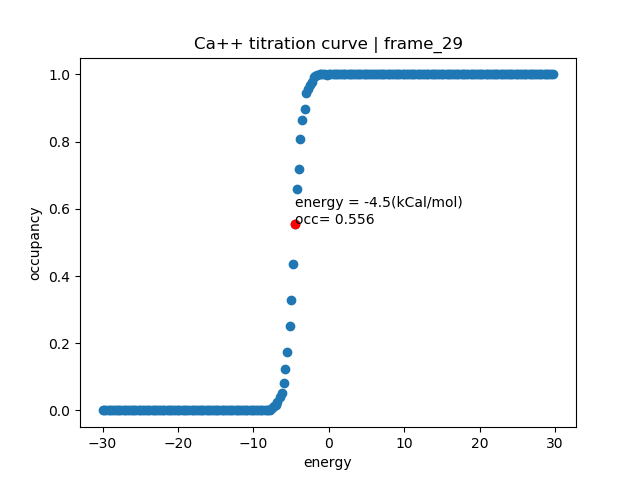 Ca++ titration curve | frame_29
1.0
0.8
0.6
0.4
0.2
0.0
occupancy
energy = -4.5(kCal/mol)
occ= 0.556
−30
−20
−10
0
10
20
30
energy